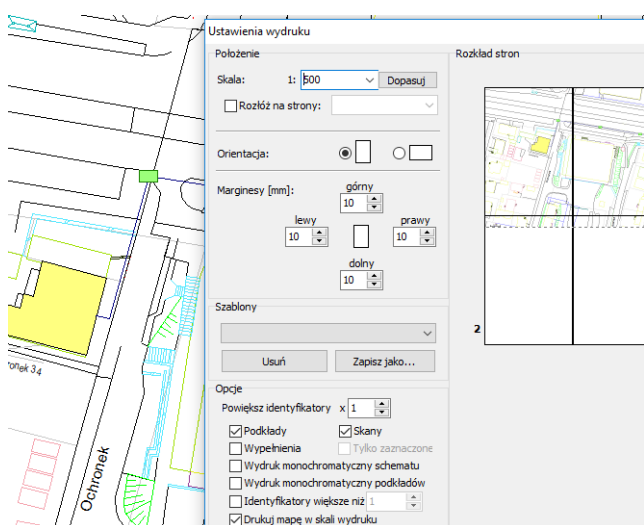 Ustawienia wydruku
Położenie
Skala: 1: 500 Dopasuj
Rozłóż na strony:
Orientacja:
Marginesy [mm]:
górny
10
lewy prawy
10 10
dolny
10
Szablony
Usuń Zapisz jako...
Opcje
Powiększ identyfikatory x 1
Podkłady Skany
Wypełnienia Tylko zaznaczone
Wydruk monochromatyczny schematu
Wydruk monochromatyczny podkładów
Identyfikatory większe niż 1
Drukuj mapę w skali wydruku
Rozkład stron
2
ronek 34
Ochronek